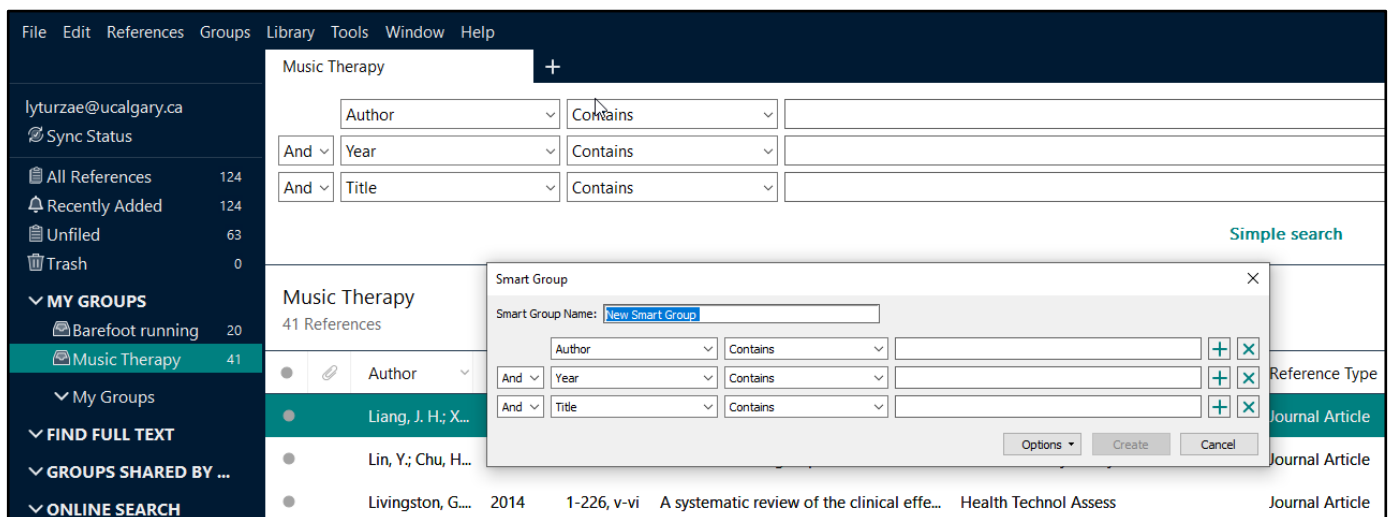 File Edit References Groups Library Tools Window Help
Music Therapy +
lyturzae@ucalgary.ca
Sync Status
All References 124
Recently Added 124
Unfiled 63
Trash 0
MY GROUPS
Barefoot running 20
Music Therapy 41
My Groups
FIND FULL TEXT
GROUPS SHARED BY ...
ONLINE SEARCH
Author Contains
And Year Contains
And Title Contains
Simple search
Music Therapy
41 References
Author Reference Type
Liang, J. H.; X... Journal Article
Lin, Y.; Chu, H... Journal Article
Livingston, G.... 2014 1-226, v-vi A systematic review of the clinical effe... Health Technol Assess Journal Article
Smart Group
Smart Group Name: New Smart Group
Author Contains
And Year Contains
And Title Contains
Options Create Cancel